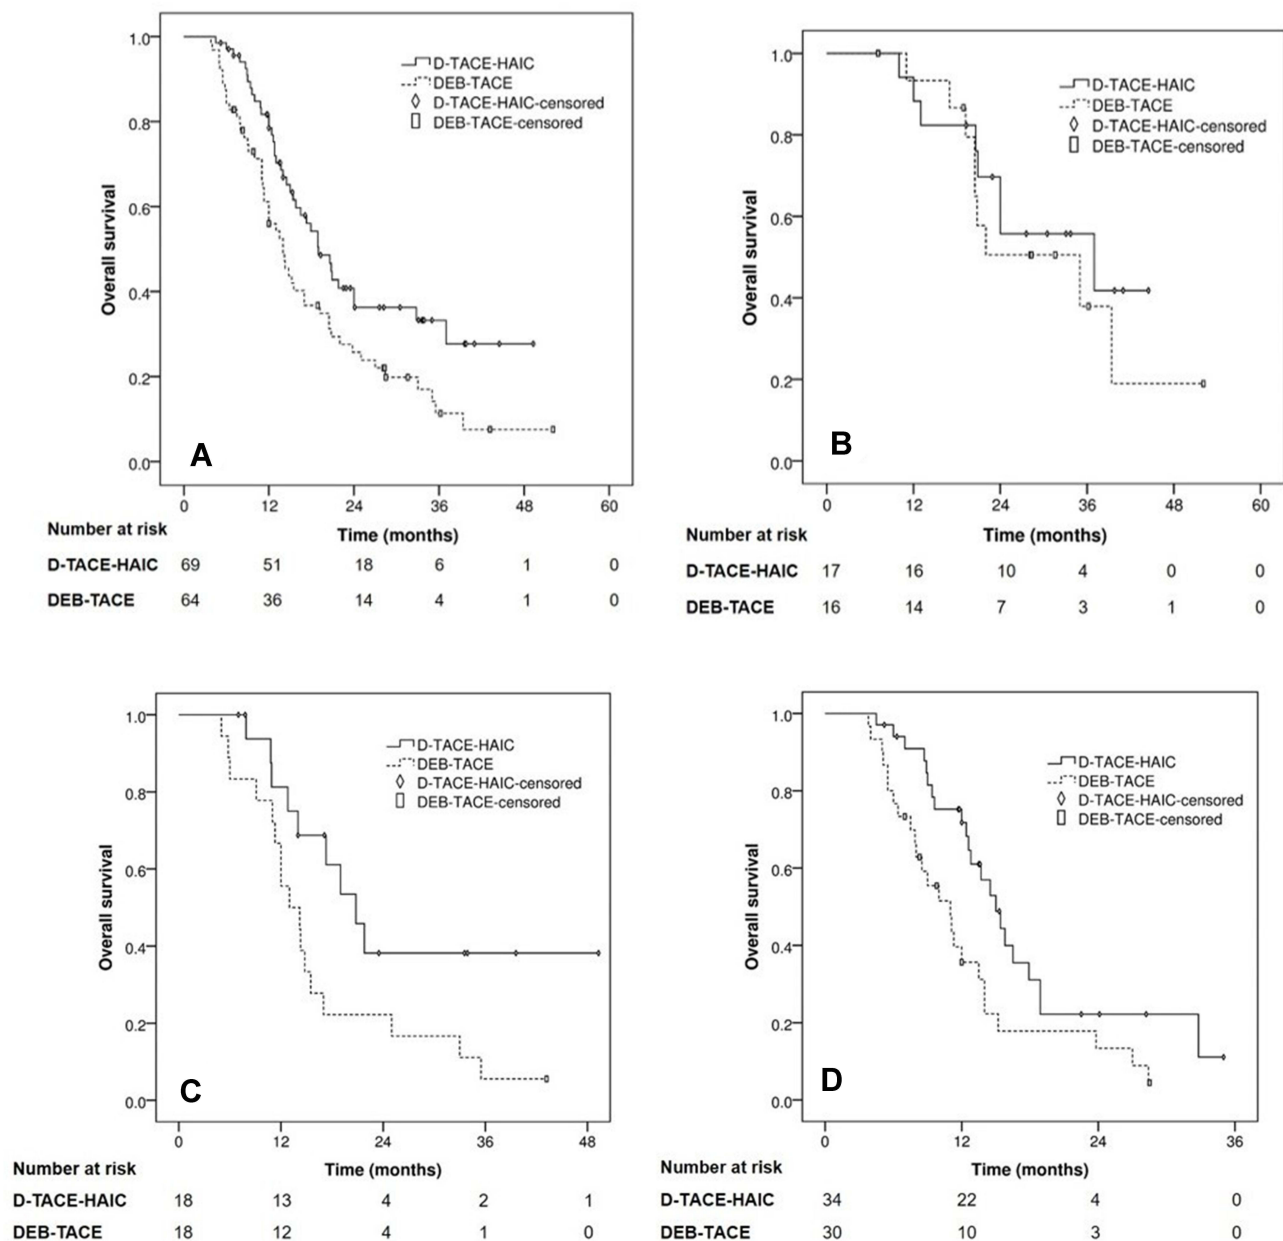 1.0
0.8
0.6
0.4
0.2
0.0
Overall survival
D-TACE-HAIC
DEB-TACE
D-TACE-HAIC-censored
DEB-TACE-censored
A
0 12 24 36 48 60
Number at risk
Time (months)
D-TACE-HAIC 69 51 18 6 1 0
DEB-TACE 64 36 14 4 1 0
1.0
0.8
0.6
0.4
0.2
0.0
Overall survival
D-TACE-HAIC
DEB-TACE
D-TACE-HAIC-censored
DEB-TACE-censored
B
0 12 24 36 48 60
Number at risk
Time (months)
D-TACE-HAIC 17 16 10 4 0 0
DEB-TACE 16 14 7 3 1 0
1.0
0.8
0.6
0.4
0.2
0.0
Overall survival
D-TACE-HAIC
DEB-TACE
D-TACE-HAIC-censored
DEB-TACE-censored
C
0 12 24 36 48
Number at risk
Time (months)
D-TACE-HAIC 18 13 4 2 1
DEB-TACE 18 12 4 1 0
1.0
0.8
0.6
0.4
0.2
0.0
Overall survival
D-TACE-HAIC
DEB-TACE
D-TACE-HAIC-censored
DEB-TACE-censored
D
0 12 24 36
Number at risk
Time (months)
D-TACE-HAIC 34 22 4 0
DEB-TACE 30 10 3 0